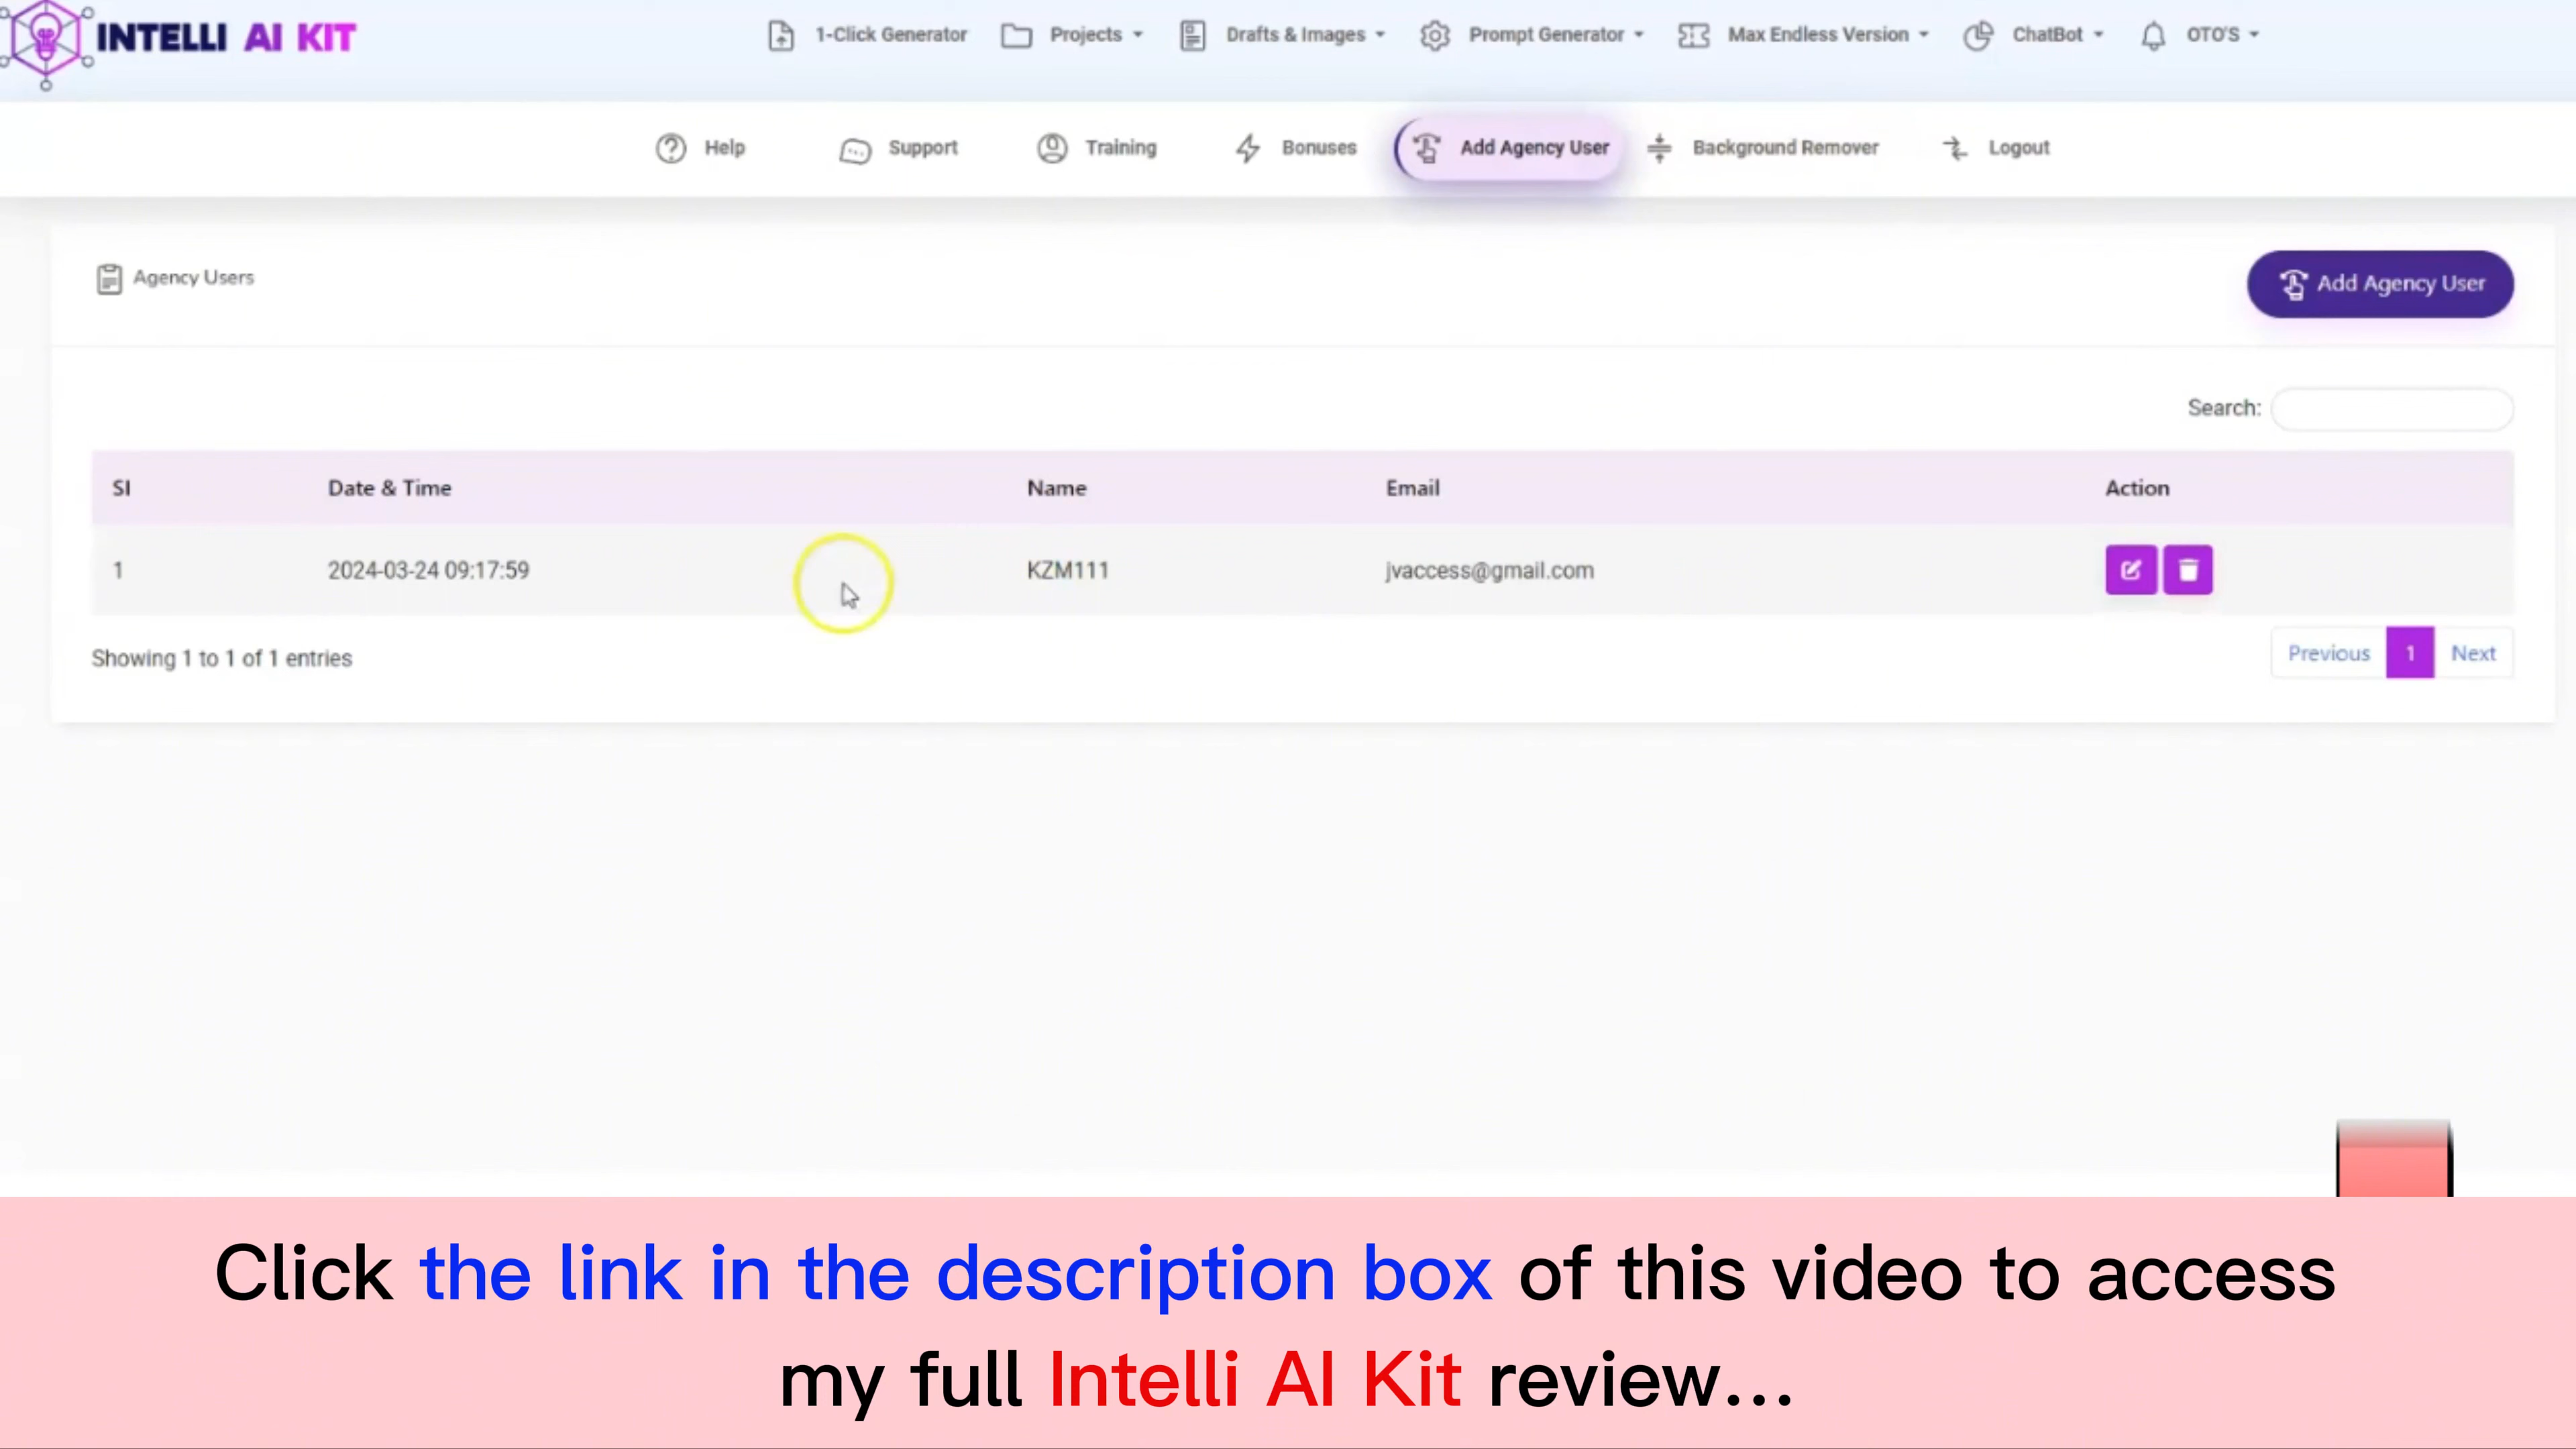 INTELLI AI KIT
1-Click Generator Projects Drafts & Images Prompt Generator Max Endless Version ChatBot OTO'S
Help Support Training Bonuses Add Agency User Background Remover Logout
Agency Users
Add Agency User
Search:
SI Date & Time Name Email Action
1 2024-03-24 09:17:59 KZM111 jvaccess@gmail.com
Showing 1 to 1 of 1 entries
Previous 1 Next
Click the link in the description box of this video to access
my full Intelli AI Kit review...